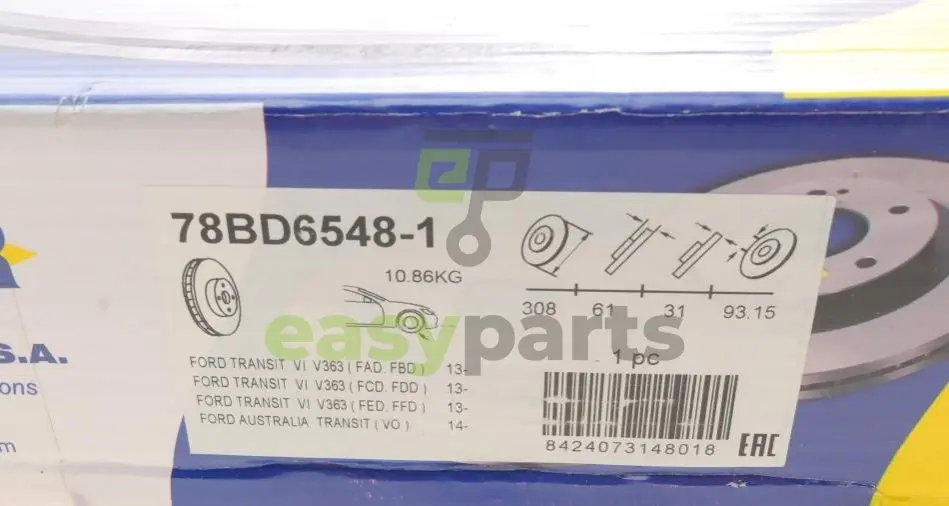 ep
78BD6548-1
10.86KG
308 61 31 93.15
easyparts
1 pc
FORD TRANSIT VI V363 ( FAD. FBD ) 13-
FORD TRANSIT VI V363 ( FCD. FDD ) 13-
FORD TRANSIT VI V363 ( FED. FFD ) 13-
FORD AUSTRALIA TRANSIT ( VO ) 14-
8424073148018
EAC
R
S.A.
ions
m